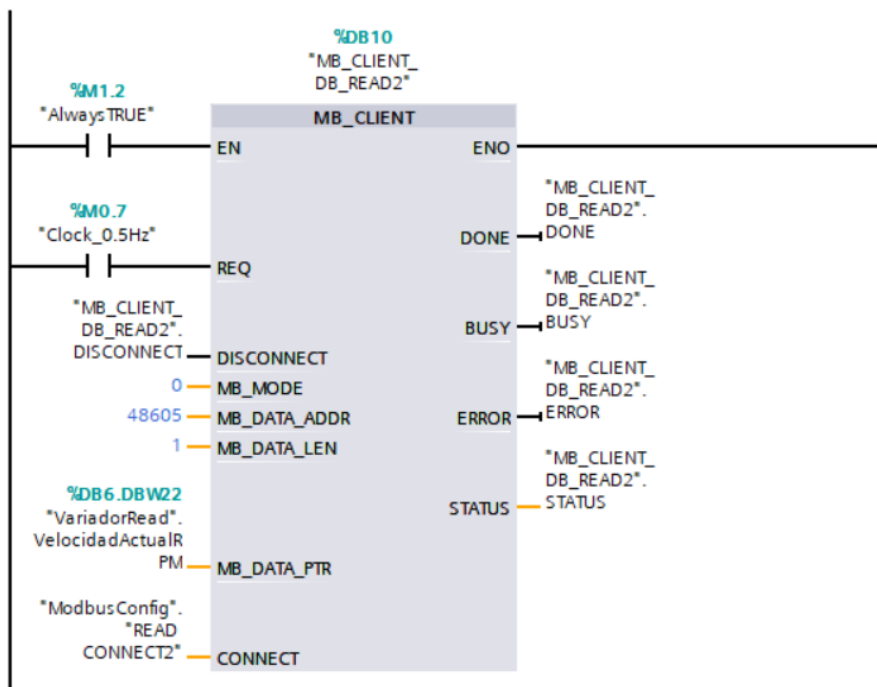 %DB10
"MB_CLIENT_
DB_READ2"
%M1.2
"AlwaysTRUE"
MB_CLIENT
EN
ENO
"MB_CLIENT_
DB_READ2".
DONE
DONE
%M0.7
"Clock_0.5Hz"
REQ
"MB_CLIENT_
DB_READ2".
BUSY
BUSY
"MB_CLIENT_
DB_READ2".
DISCONNECT
DISCONNECT
0
MB_MODE
48605
MB_DATA_ADDR
1
MB_DATA_LEN
"MB_CLIENT_
DB_READ2".
ERROR
ERROR
"MB_CLIENT_
DB_READ2".
STATUS
STATUS
%DB6.DBW22
"VariadorRead".
VelocidadActualR
PM
MB_DATA_PTR
"ModbusConfig".
"READ
CONNECT2"
CONNECT